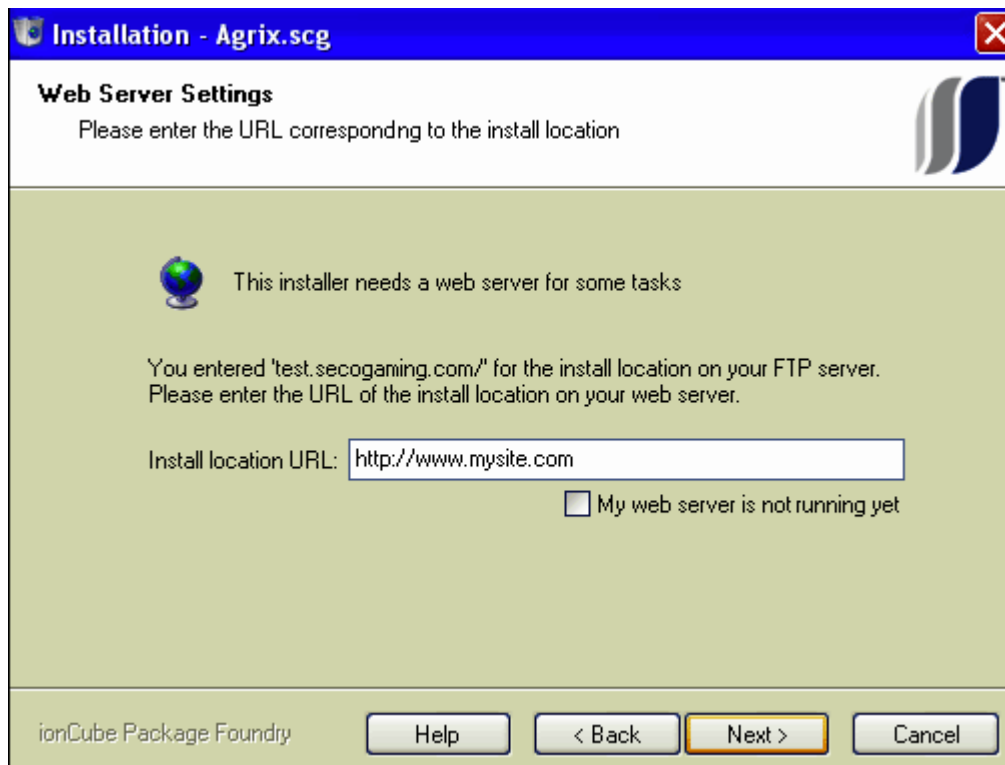 Installation - Agrix.scg
Web Server Settings
Please enter the URL correspondng to the install location
This installer needs a web server for some tasks
You entered 'test.secogaming.com/' for the install location on your FTP server.
Please enter the URL of the install location on your web server.
Install location URL: http://www.mysite.com
My web server is not running yet
ionCube Package Foundry Help < Back Next > Cancel